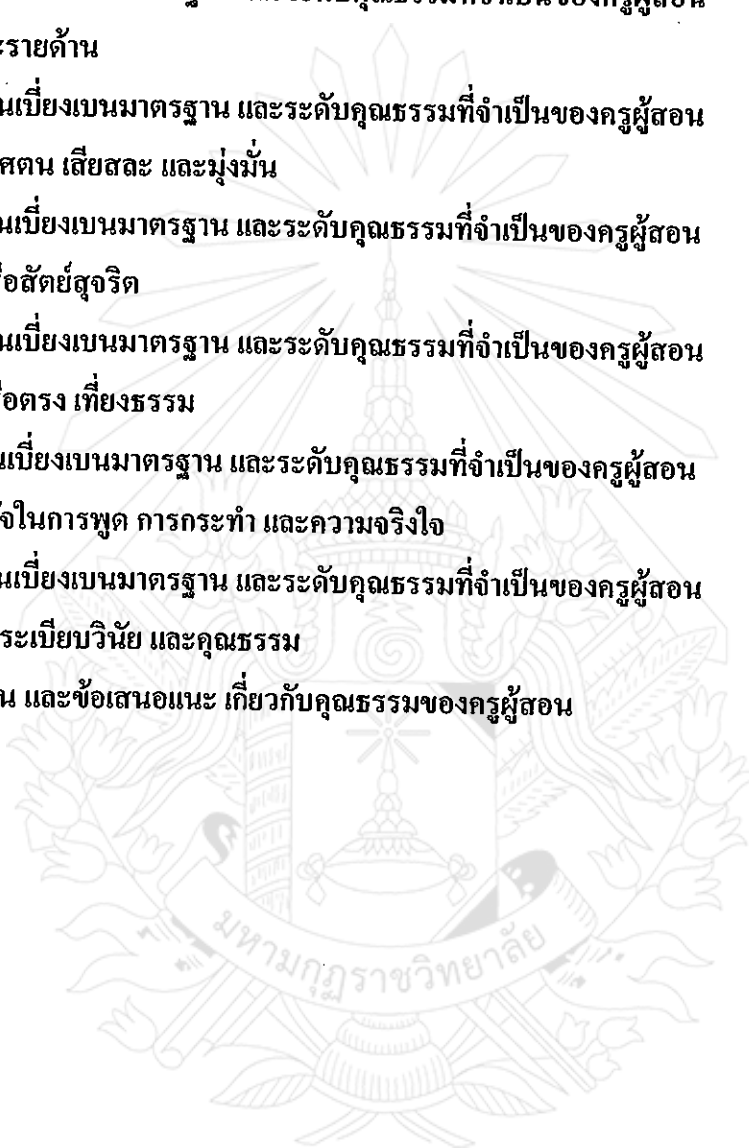 และระดับคุณธรรมที่จำเป็นของครูผู้สอน
ะรายด้าน
นเบี่ยงเบนมาตรฐาน และระดับคุณธรรมที่จำเป็นของครูผู้สอน
ศตน เสียสละ และมุ่งมั่น
นเบี่ยงเบนมาตรฐาน และระดับคุณธรรมที่จำเป็นของครูผู้สอน
อสัตย์สุจริต
นเบี่ยงเบนมาตรฐาน และระดับคุณธรรมที่จำเป็นของครูผู้สอน
อตรง เที่ยงธรรม
นเบี่ยงเบนมาตรฐาน และระดับคุณธรรมที่จำเป็นของครูผู้สอน
จในการพูด การกระทำ และความจริงใจ
นเบี่ยงเบนมาตรฐาน และระดับคุณธรรมที่จำเป็นของครูผู้สอน
ระเบียบวินัย และคุณธรรม
น และข้อเสนอแนะ เกี่ยวกับคุณธรรมของครูผู้สอน
มหามกุฏราชวิทยาลัย